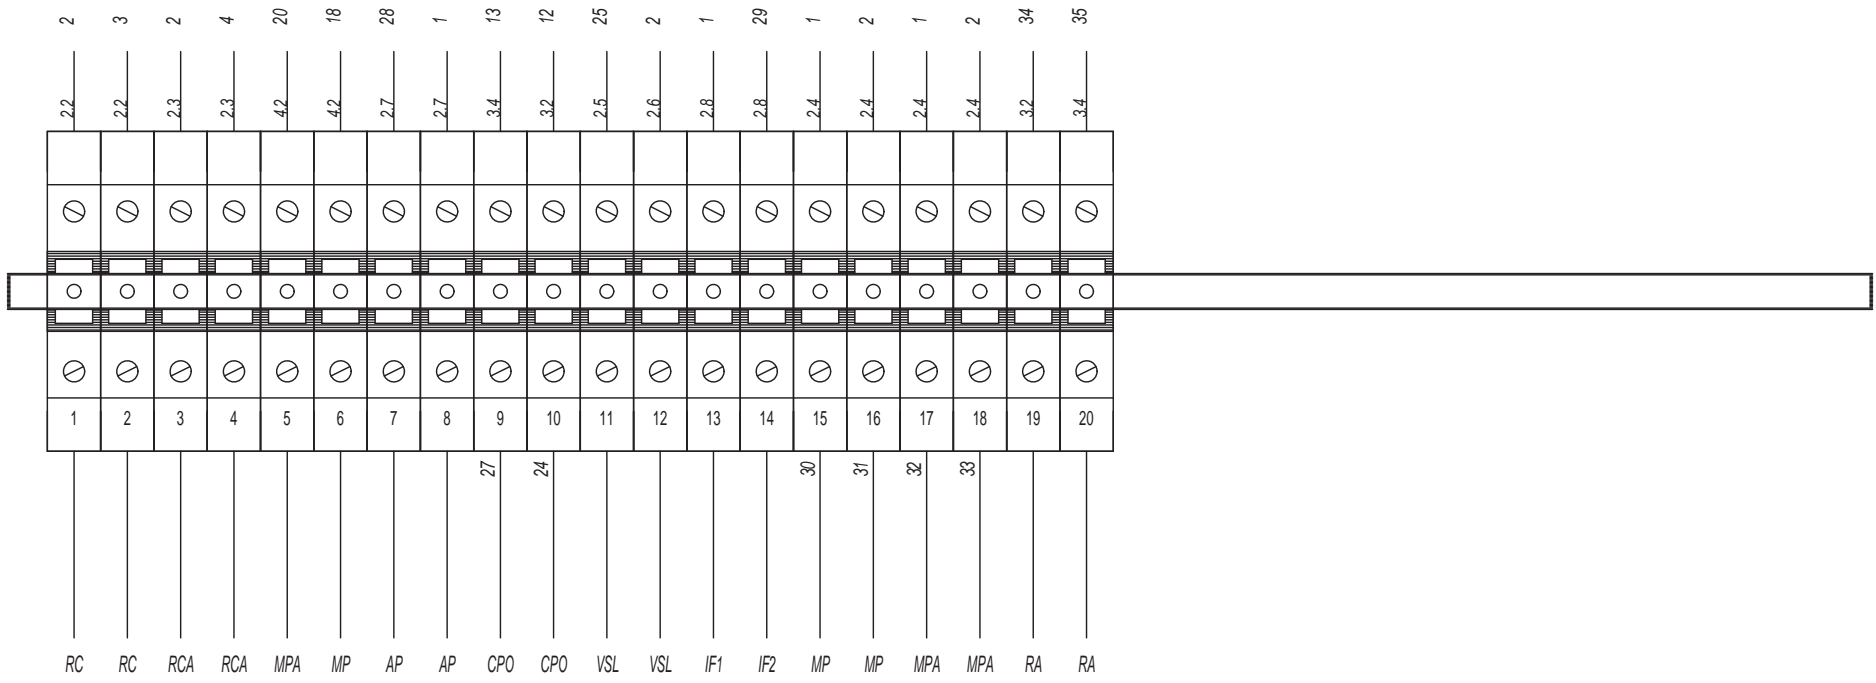 2 3 2 4 20 18 28 1 13 12 25 2 1 29 1 2 1 2 34 35
2.2 2.2 2.3 2.3 4.2 4.2 2.7 2.7 3.4 3.2 2.5 2.6 2.8 2.8 2.4 2.4 2.4 2.4 3.2 3.4
1 2 3 4 5 6 7 8 9 10 11 12 13 14 15 16 17 18 19 20
27 24 30 31 32 33
RC RC RCA RCA MPA MP AP AP CPO CPO VSL VSL IF1 IF2 MP MP MPA MPA RA RA